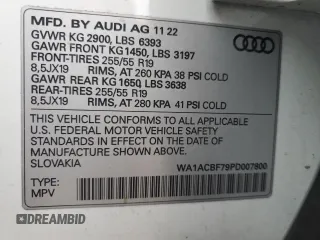 MFD. BY AUDI AG 11 22
GVWR KG 2900, LBS 6393
GAWR FRONT KG1450, LBS 3197
FRONT-TIRES 255/55 R19
8,5JX19 RIMS, AT 260 KPA 38 PSI COLD
GAWR REAR KG 1650, LBS 3638
REAR-TIRES 255/55 R19
8,5JX19 RIMS, AT 280 KPA 41 PSI COLD
THIS VEHICLE CONFORMS TO ALL APPLICABLE
U.S. FEDERAL MOTOR VEHICLE SAFETY STANDARDS
IN EFFECT ON THE DATE OF
MANUFACTURE SHOWN ABOVE.
SLOVAKIA WA1ACBF79PD007800
TYPE:
MPV
DREAMBID